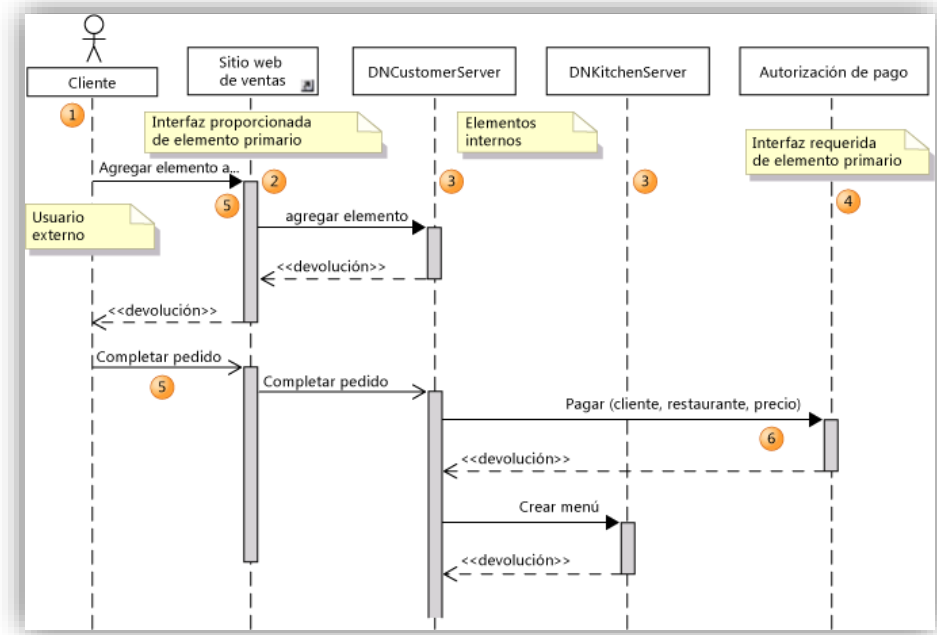 Cliente
Sitio web
de ventas
DNCustomerServer
DNKitchenServer
Autorización de pago
1
Interfaz proporcionada
de elemento primario
Elementos
internos
Interfaz requerida
de elemento primario
Agregar elemento a...
2
3
3
4
5
Usuario
externo
agregar elemento
<<devolución>>
<<devolución>>
Completar pedido
5
Completar pedido
Pagar (cliente, restaurante, precio)
6
<<devolución>>
Crear menú
<<devolución>>